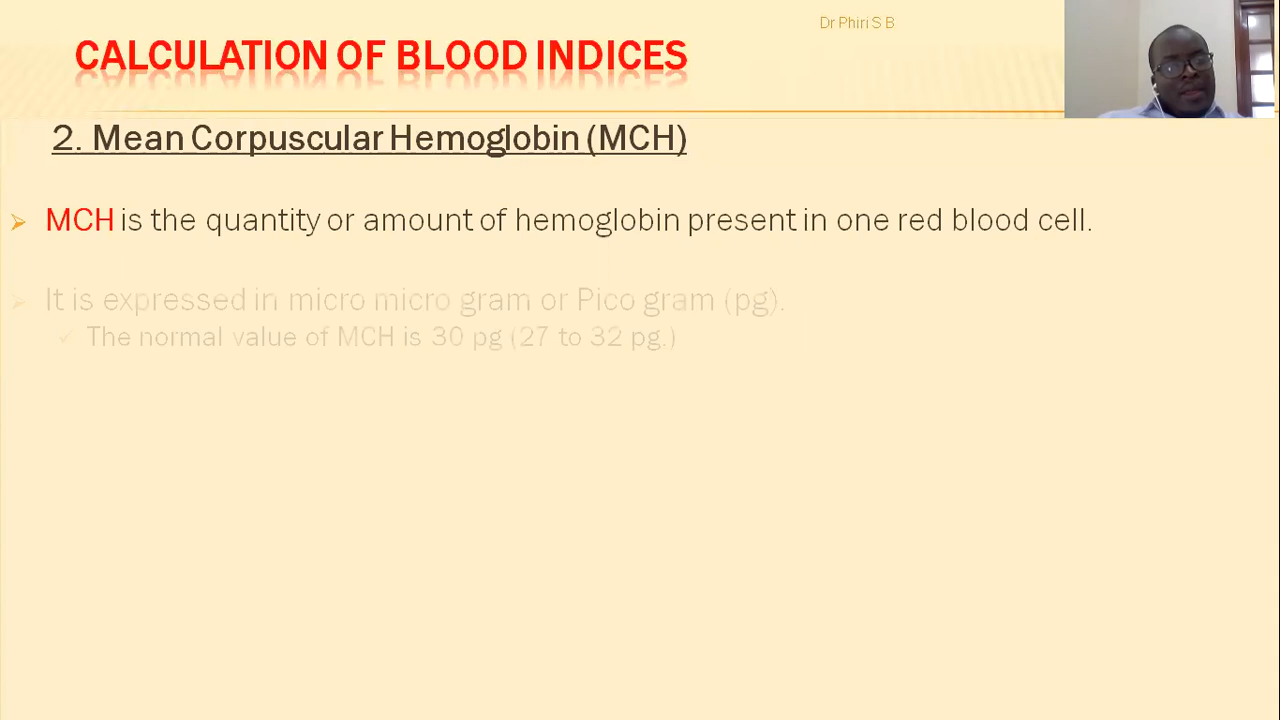 Dr Phiri S B
CALCULATION OF BLOOD INDICES
2. Mean Corpuscular Hemoglobin (MCH)
MCH is the quantity or amount of hemoglobin present in one red blood cell.
It is expressed in micro micro gram or Pico gram (pg).
The normal value of MCH is 30 pg (27 to 32 pg.)